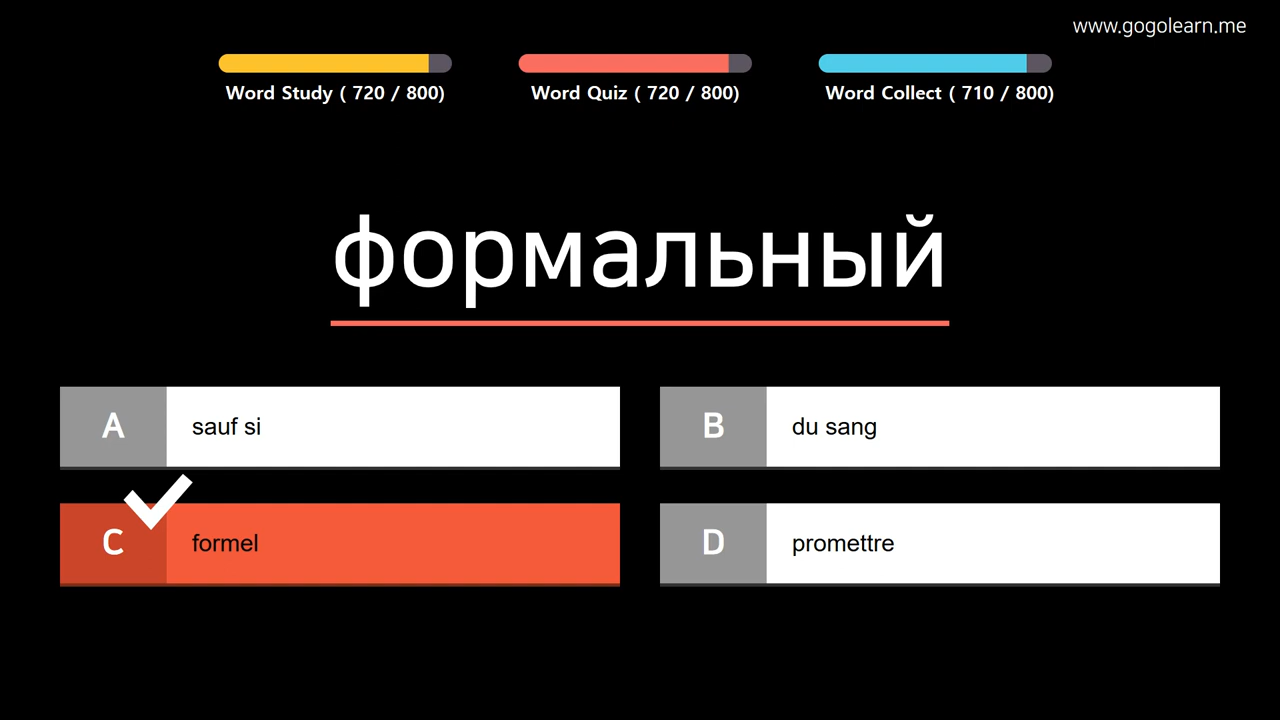 www.gogolearn.me
Word Study ( 720 / 800)
Word Quiz ( 720 / 800)
Word Collect ( 710 / 800)
формальный
A
sauf si
B
du sang
C
formel
D
promettre